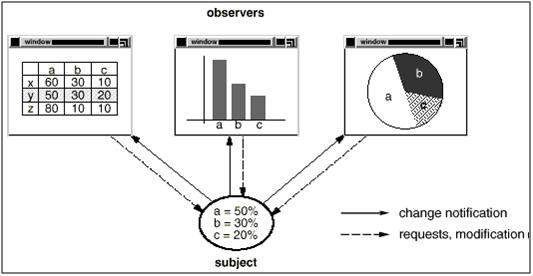 observers
window
window
window
a b c
x 60 30 10
y 50 30 20
z 80 10 10
a b c
a
b
c
a = 50%
b = 30%
c = 20%
subject
change notification
requests, modification